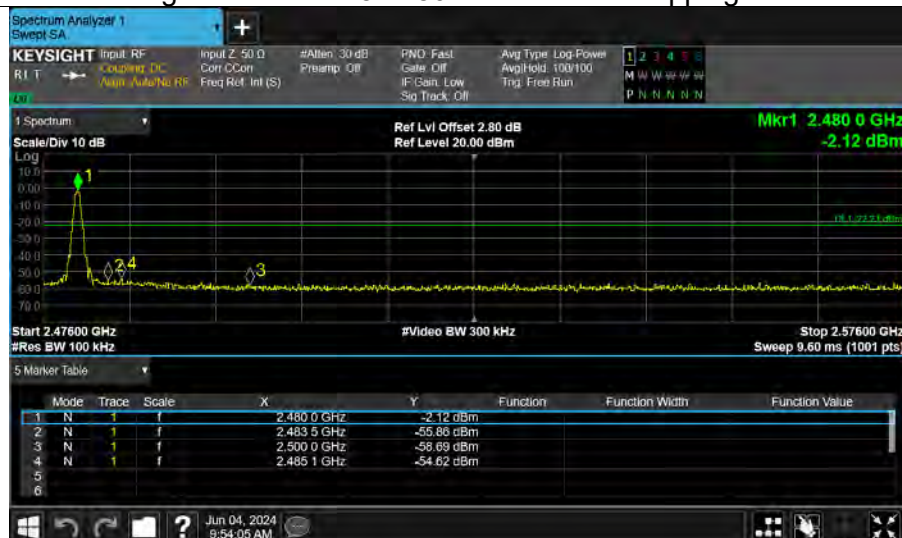 Spectrum Analyzer 1
Swept SA
+
KEYSIGHT Input: RF Input Z: 50 Ω #Atten: 30 dB PNO: Fast Avg Type: Log-Power 1 2 3 4 5 6
RLT Coupling: DC Corr CCorr Preamp: Off Gate: Off Avg|Hold: 100/100 M W W W W W
Align: Auto/No RF Freq Ref: Int (S) IF Gain: Low Trig: Free Run
Sig Track: Off P N N N N N
1 Spectrum
Scale/Div 10 dB
Ref Lvl Offset 2.80 dB
Ref Level 20.00 dBm
Mkr1 2.480 0 GHz
-2.12 dBm
Log
10.0
0.00
-10.0
-20.0
-30.0
-40.0
-50.0
-60.0
-70.0
1
2 4
3
Start 2.47600 GHz #Video BW 300 kHz Stop 2.57600 GHz
#Res BW 100 kHz Sweep 9.60 ms (1001 pts)
5 Marker Table
Mode Trace Scale X Y Function Function Width Function Value
1 N 1 f 2.480 0 GHz -2.12 dBm
2 N 1 f 2.483 5 GHz -55.86 dBm
3 N 1 f 2.500 0 GHz -58.69 dBm
4 N 1 f 2.485 1 GHz -54.62 dBm
5
6
? Jun 04, 2024
9:54:05 AM